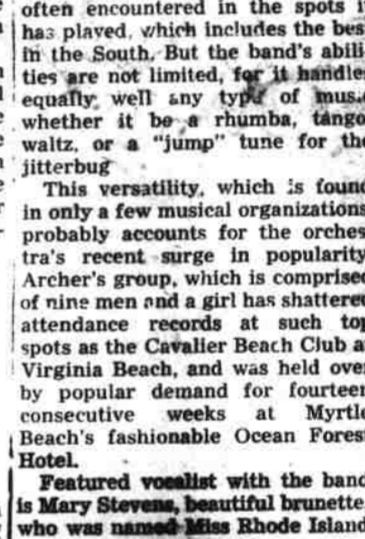 often encountered in the spots i
has played, which includes the bes
in the South. But the band's abili-
ties are not limited, for it handle
equally well any type of musi
whether it be a rhumba, tango
waltz, or a "jump" tune for the
jitterbug
This versatility, which is found
in only a few musical organizations
probably accounts for the orches-
tra's recent surge in popularity
Archer's group, which is comprised
of nine men and a girl has shattered
attendance records at such top
spots as the Cavalier Beach Club a
Virginia Beach, and was held over
by popular demand for fourteen
consecutive weeks at Myrtle
Beach's fashionable Ocean Fores
Hotel.
Featured vocalist with the band
is Mary Stevens, beautiful brunette
who was named Miss Rhode Island